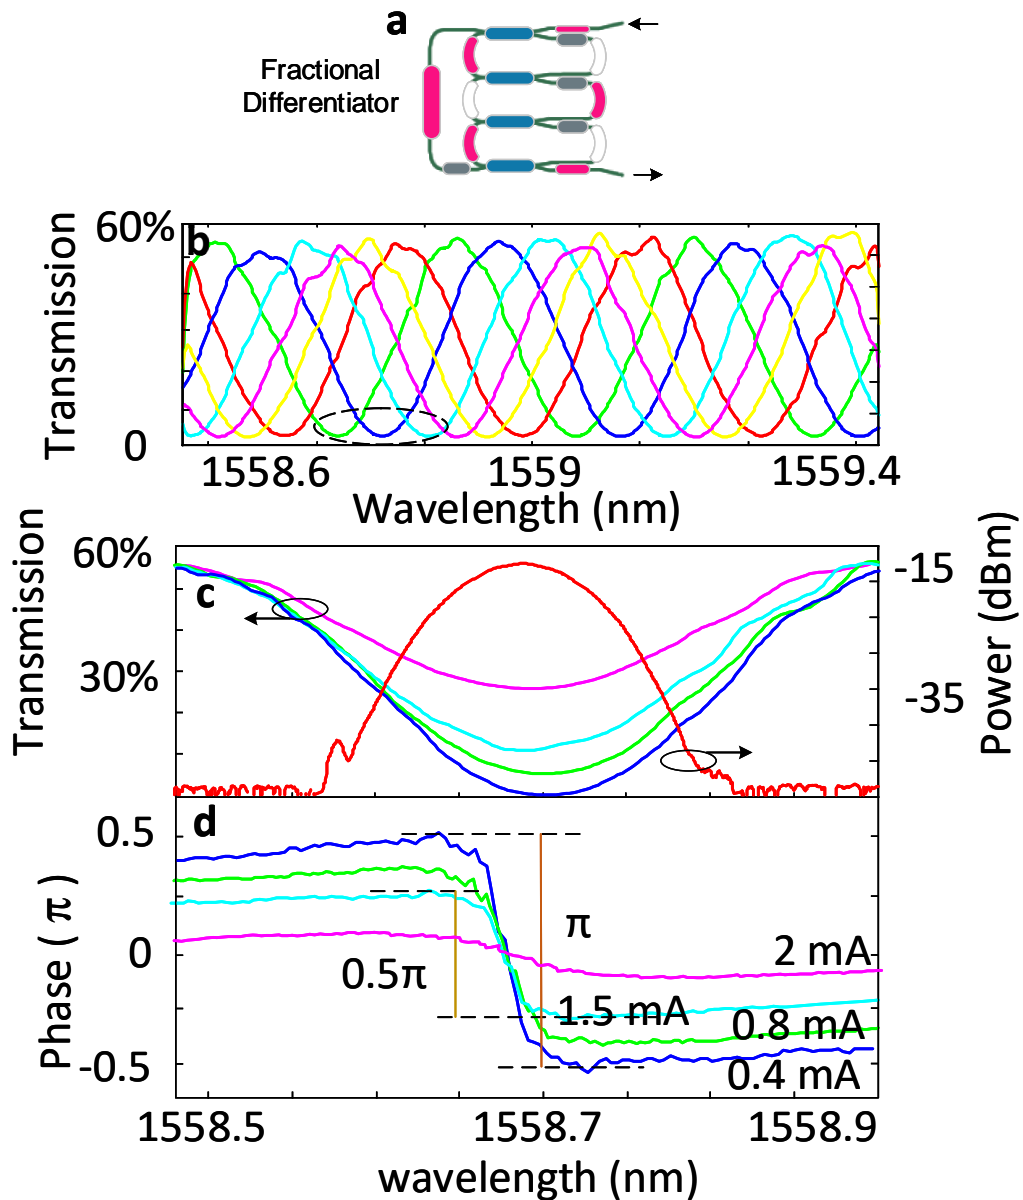 a
Fractional
Differentiator
b
60%
0
Transmission
1558.6
1559
1559.4
Wavelength (nm)
c
60%
30%
Transmission
-15
-35
Power (dBm)
d
0.5
0
-0.5
Phase ( π )
π
0.5π
2 mA
1.5 mA
0.8 mA
0.4 mA
1558.5
1558.7
1558.9
wavelength (nm)